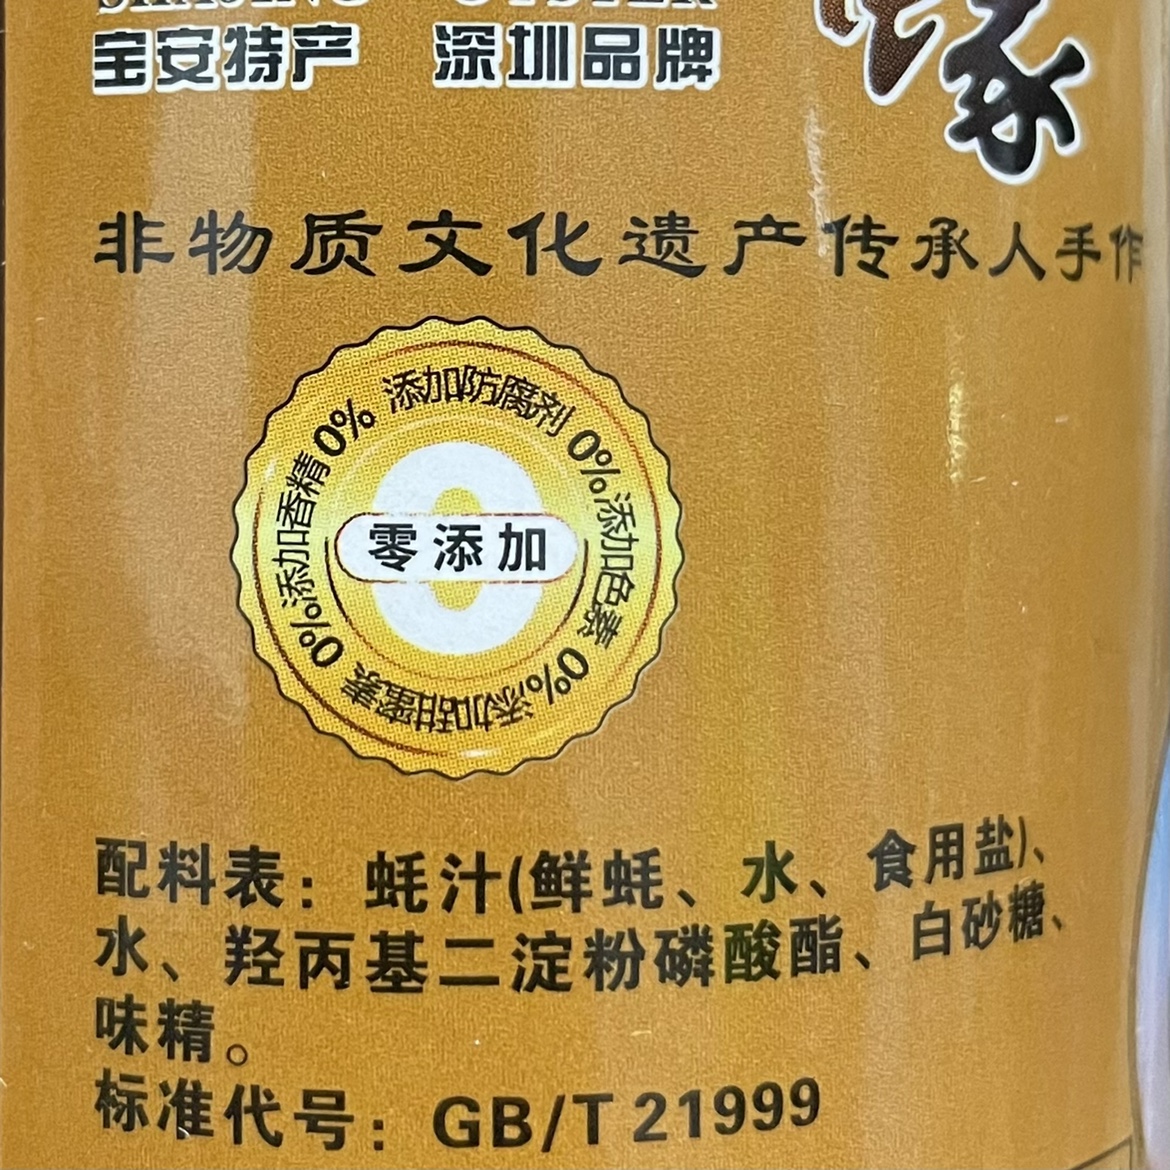 宝安特产 深圳品牌
蚝
非物质文化遗产传承人手作
0% 添加防腐剂
0% 添加色素
0% 添加甜蜜素
0% 添加香精
零添加
配料表：蚝汁(鲜蚝、水、食用盐)、
水、羟丙基二淀粉磷酸酯、白砂糖、
味精。
标准代号：GB/T 21999